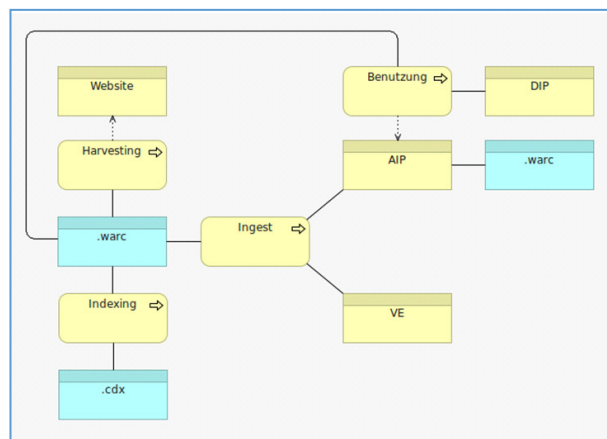 Website
Benutzung
DIP
Harvesting
AIP
.warc
.warc
Ingest
Indexing
VE
.cdx